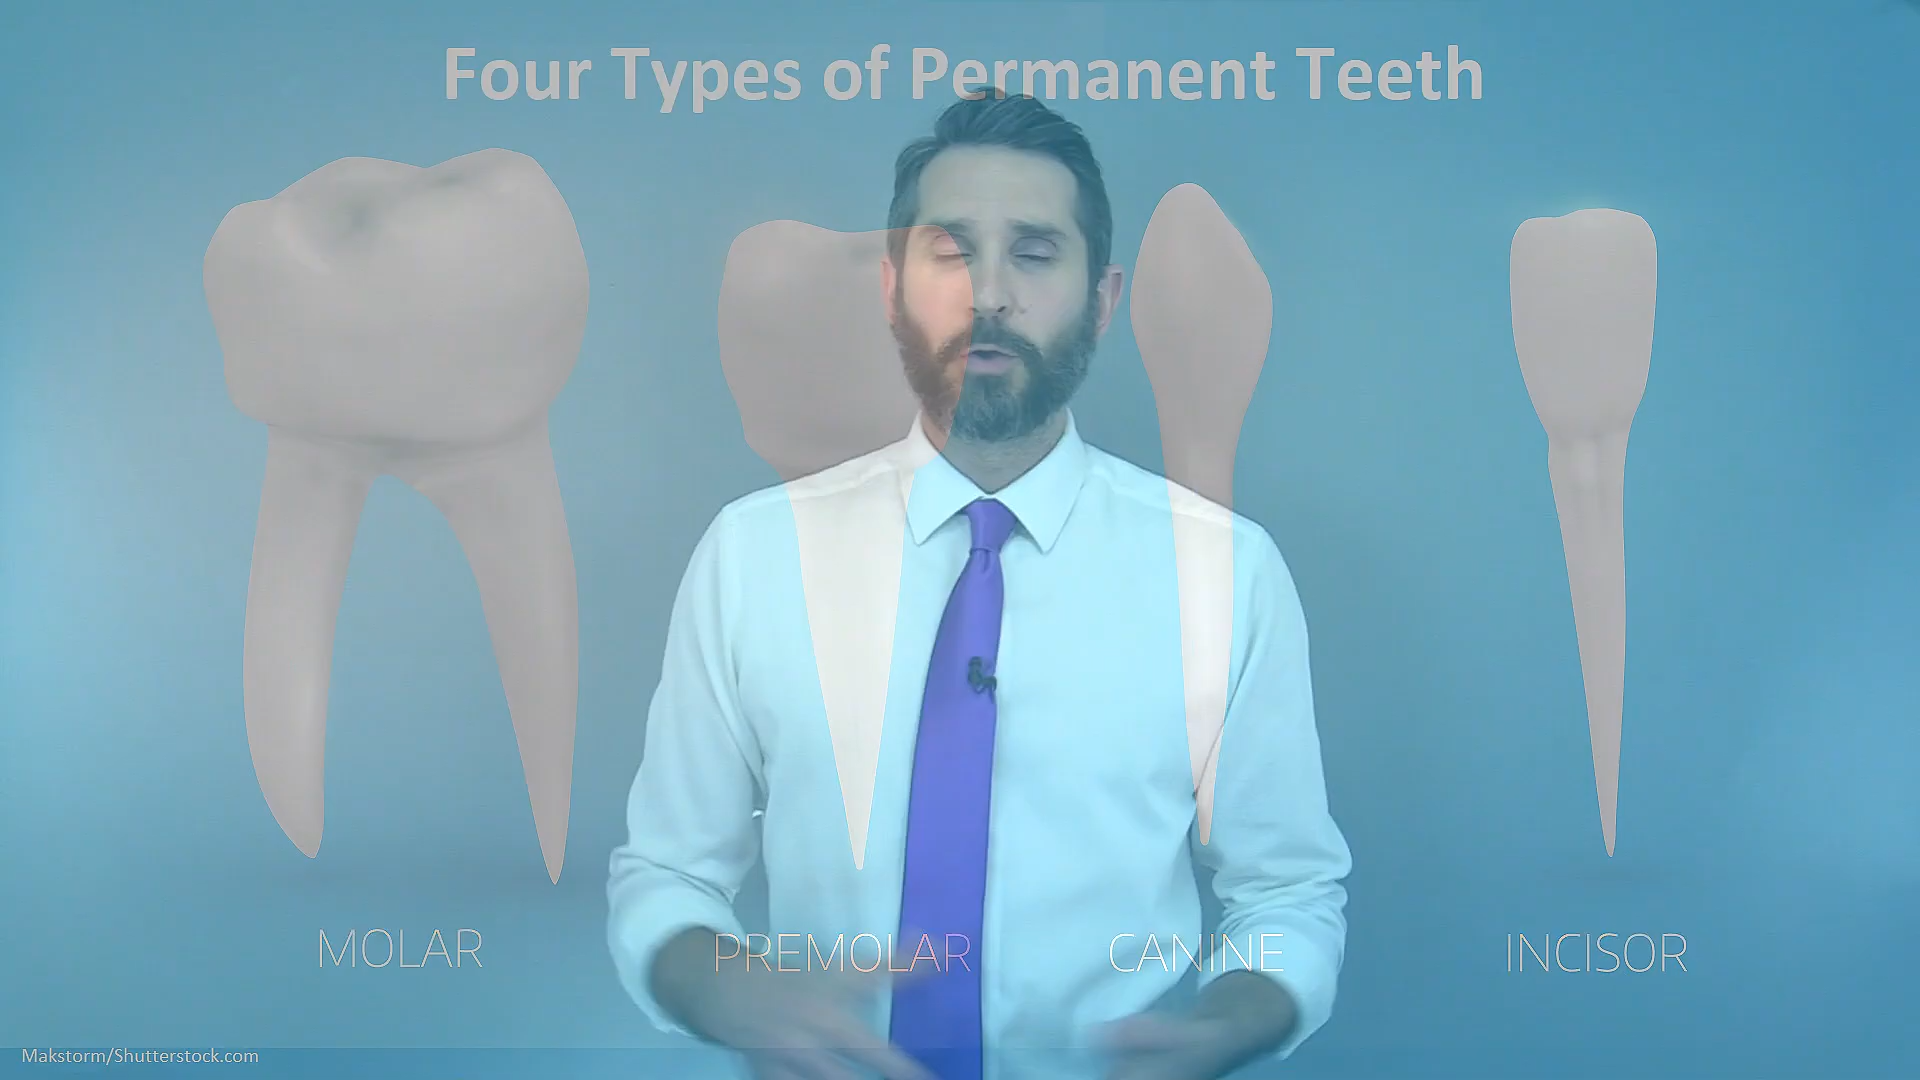 Four Types of Permanent Teeth
MOLAR
PREMOLAR
CANINE
INCISOR
Makstorm/Shutterstock.com